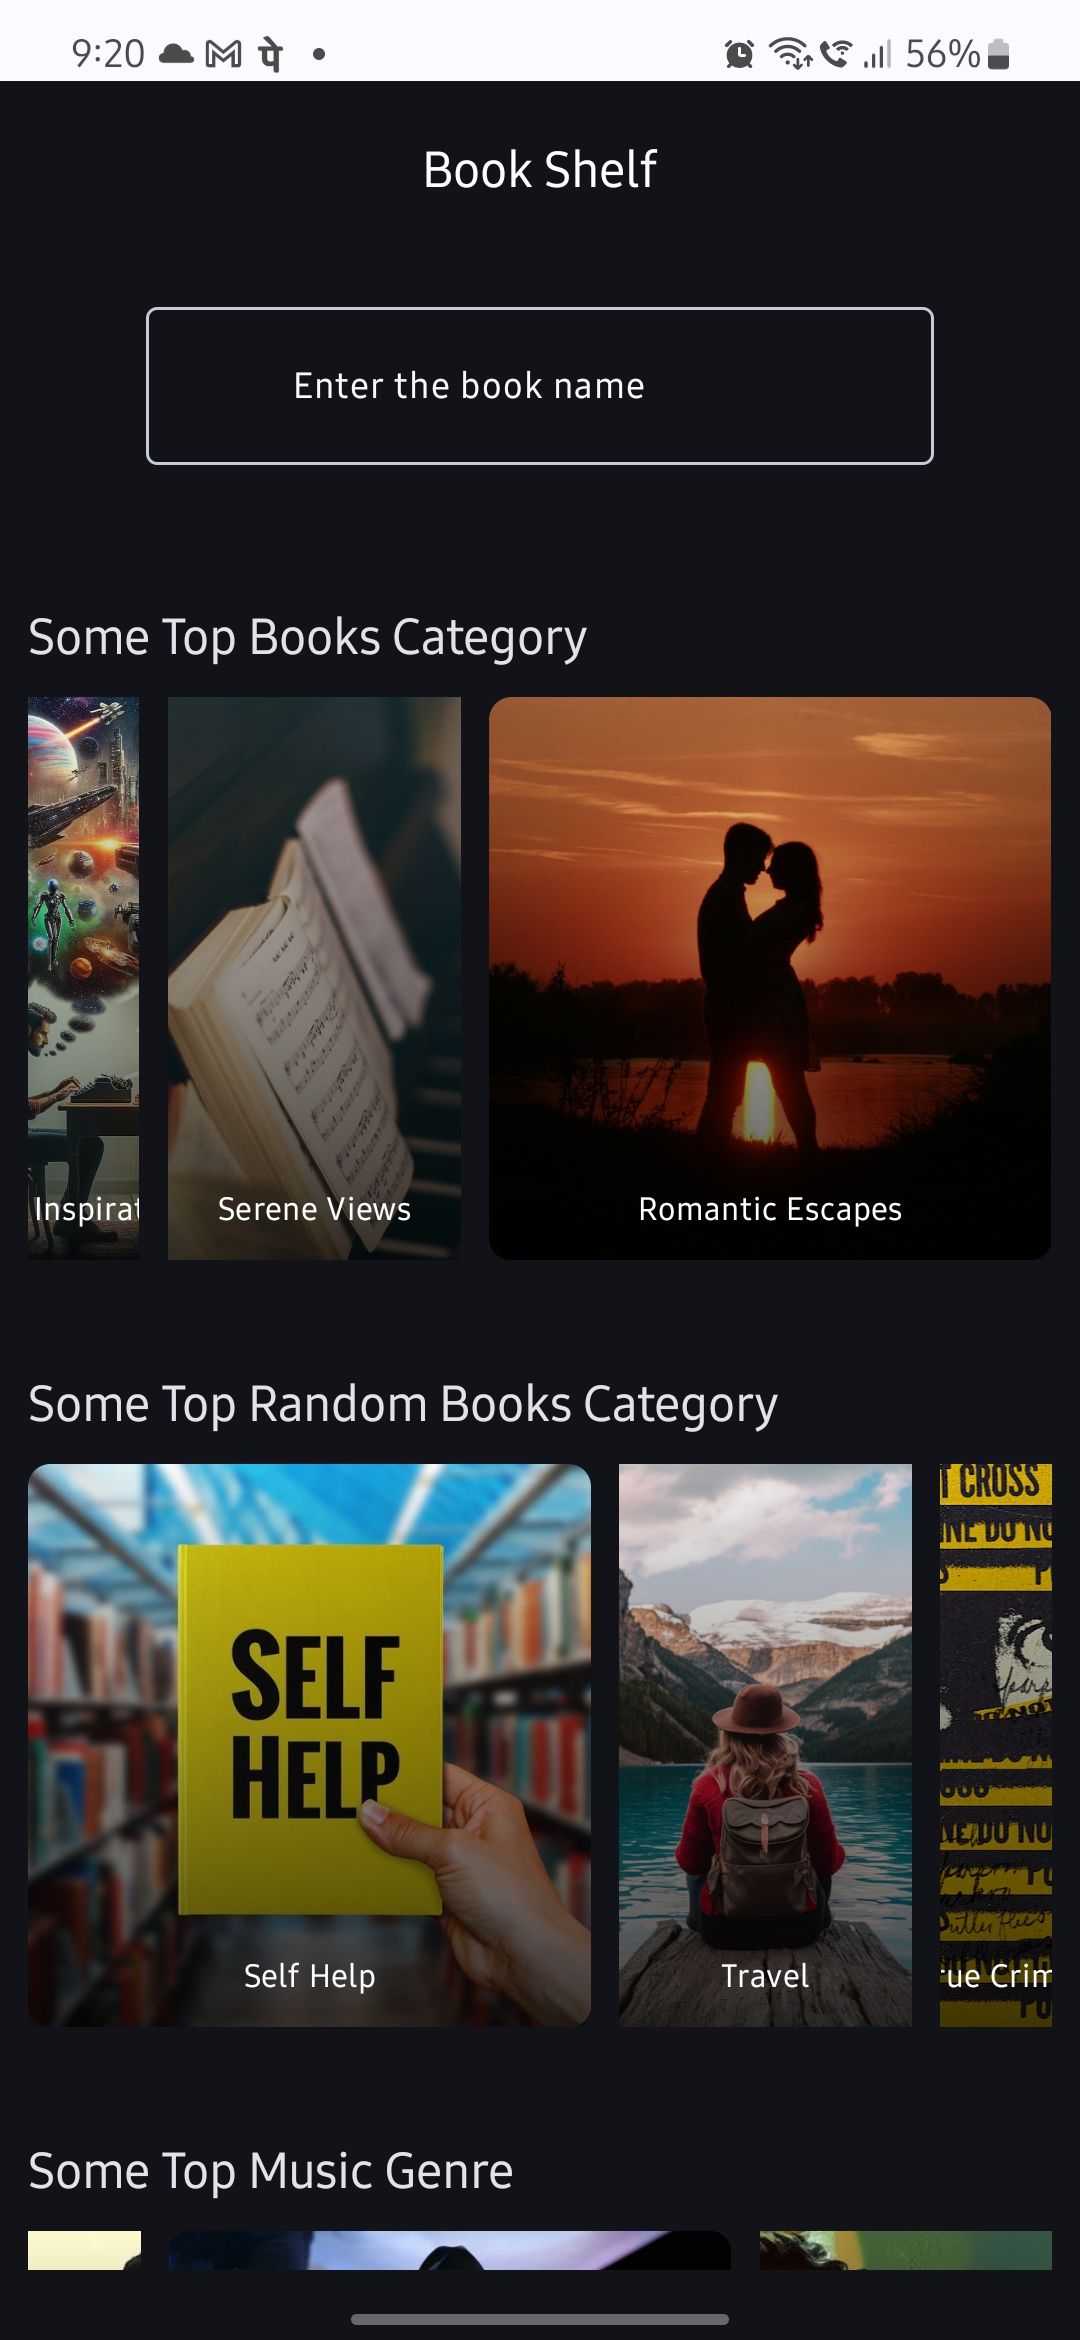 9:20 पे 56%
Book Shelf
Enter the book name
Some Top Books Category
Inspirat
Serene Views
Romantic Escapes
Some Top Random Books Category
SELF
HELP
T CROSS
Self Help
Travel
rue Crim
Some Top Music Genre